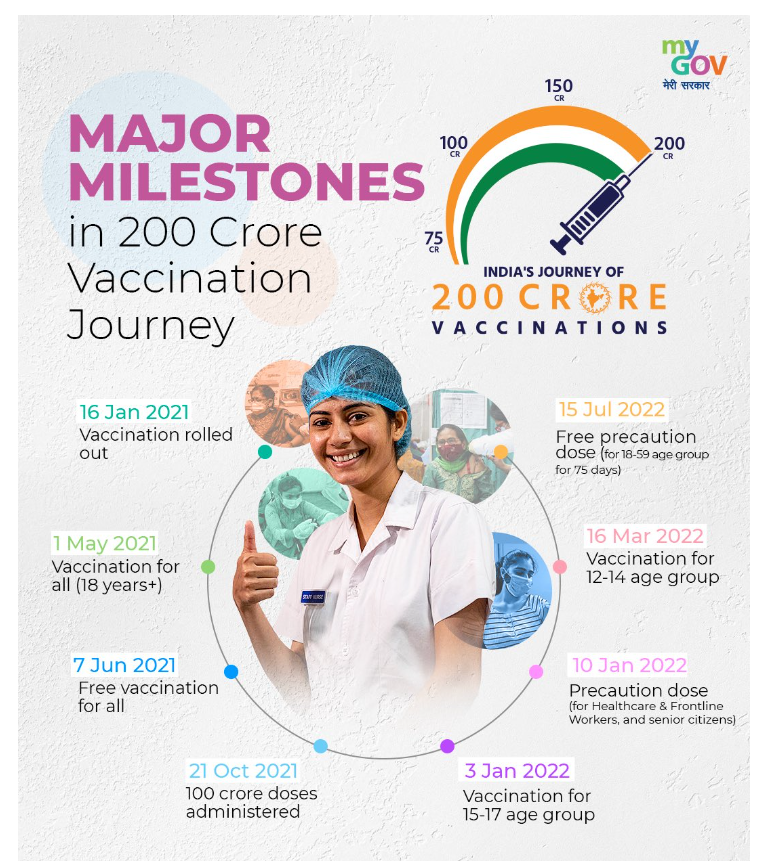 my
GOV
मेरी सरकार
MAJOR
MILESTONES
in 200 Crore
Vaccination
Journey
75
CR
100
CR
150
CR
200
CR
INDIA'S JOURNEY OF
200 CRORE
VACCINATIONS
16 Jan 2021
Vaccination rolled
out
1 May 2021
Vaccination for
all (18 years+)
7 Jun 2021
Free vaccination
for all
21 Oct 2021
100 crore doses
administered
3 Jan 2022
Vaccination for
15-17 age group
10 Jan 2022
Precaution dose
(for Healthcare & Frontline
Workers, and senior citizens)
16 Mar 2022
Vaccination for
12-14 age group
15 Jul 2022
Free precaution
dose (for 18-59 age group
for 75 days)
STAFF NURSE